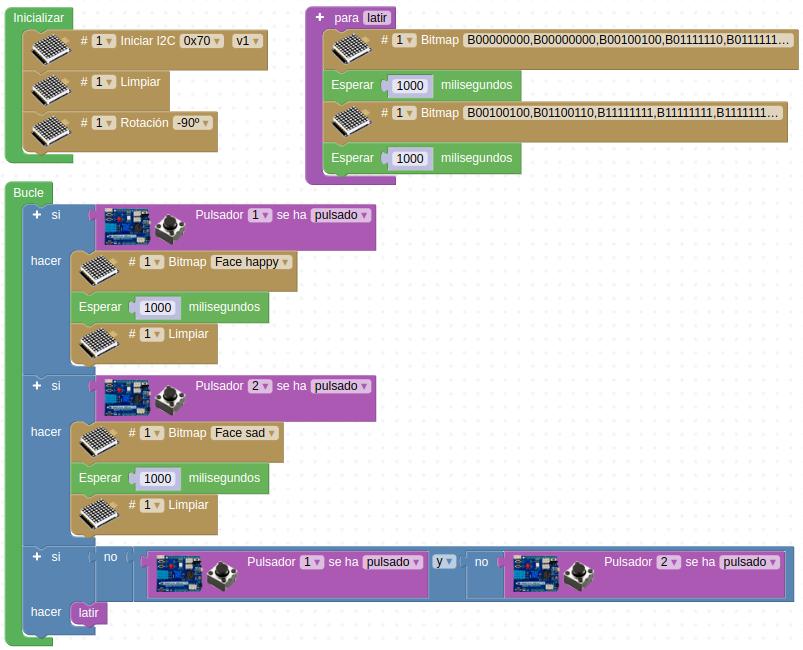 Inicializar
# 1 Iniciar I2C 0x70 v1
# 1 Limpiar
# 1 Rotación -90º
+ para latir
# 1 Bitmap B00000000,B00000000,B00100100,B01111110,B0111111...
Esperar 1000 milisegundos
# 1 Bitmap B00100100,B01100110,B11111111,B11111111,B1111111...
Esperar 1000 milisegundos
Bucle
+ si Pulsador 1 se ha pulsado
hacer # 1 Bitmap Face happy
Esperar 1000 milisegundos
# 1 Limpiar
+ si Pulsador 2 se ha pulsado
hacer # 1 Bitmap Face sad
Esperar 1000 milisegundos
# 1 Limpiar
+ si no Pulsador 1 se ha pulsado y no Pulsador 2 se ha pulsado
hacer latir